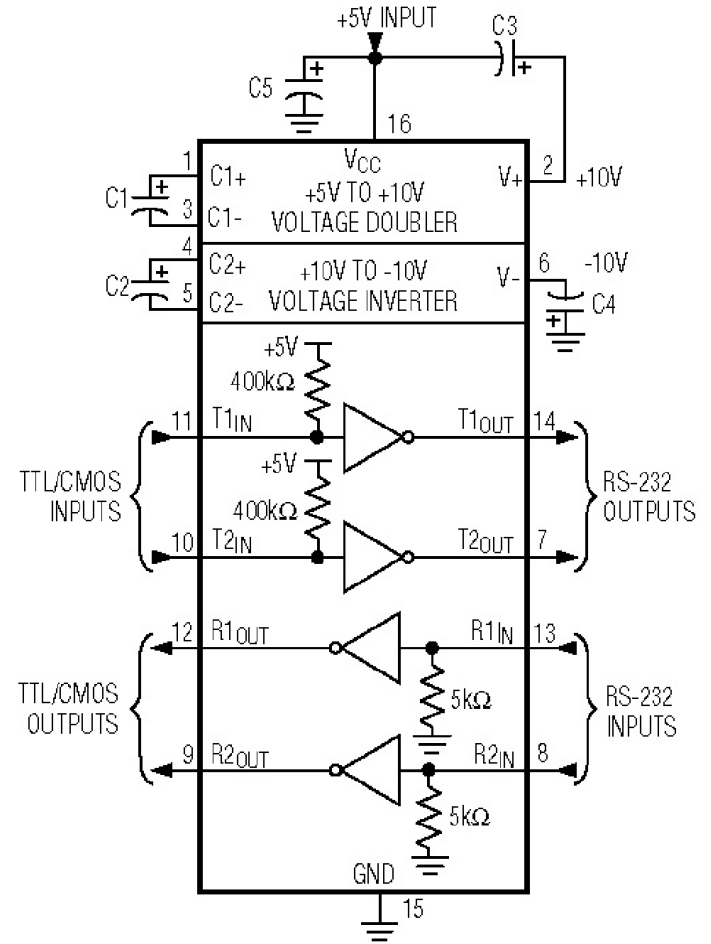 +5V INPUT
C3
+
+
C5
16
1
VCC
2
C1+
+5V TO +10V
V+
+10V
+
C1
3
C1-
VOLTAGE DOUBLER
4
C2+
+10V TO -10V
V-
6
-10V
+
C2
5
C2-
VOLTAGE INVERTER
C4
+
+5V
400kΩ
11
T1IN
T1OUT
14
+5V
TTL/CMOS
INPUTS
400kΩ
RS-232
OUTPUTS
10
T2IN
T2OUT
7
12
R1OUT
R1IN
13
TTL/CMOS
OUTPUTS
5kΩ
RS-232
INPUTS
9
R2OUT
R2IN
8
5kΩ
GND
15